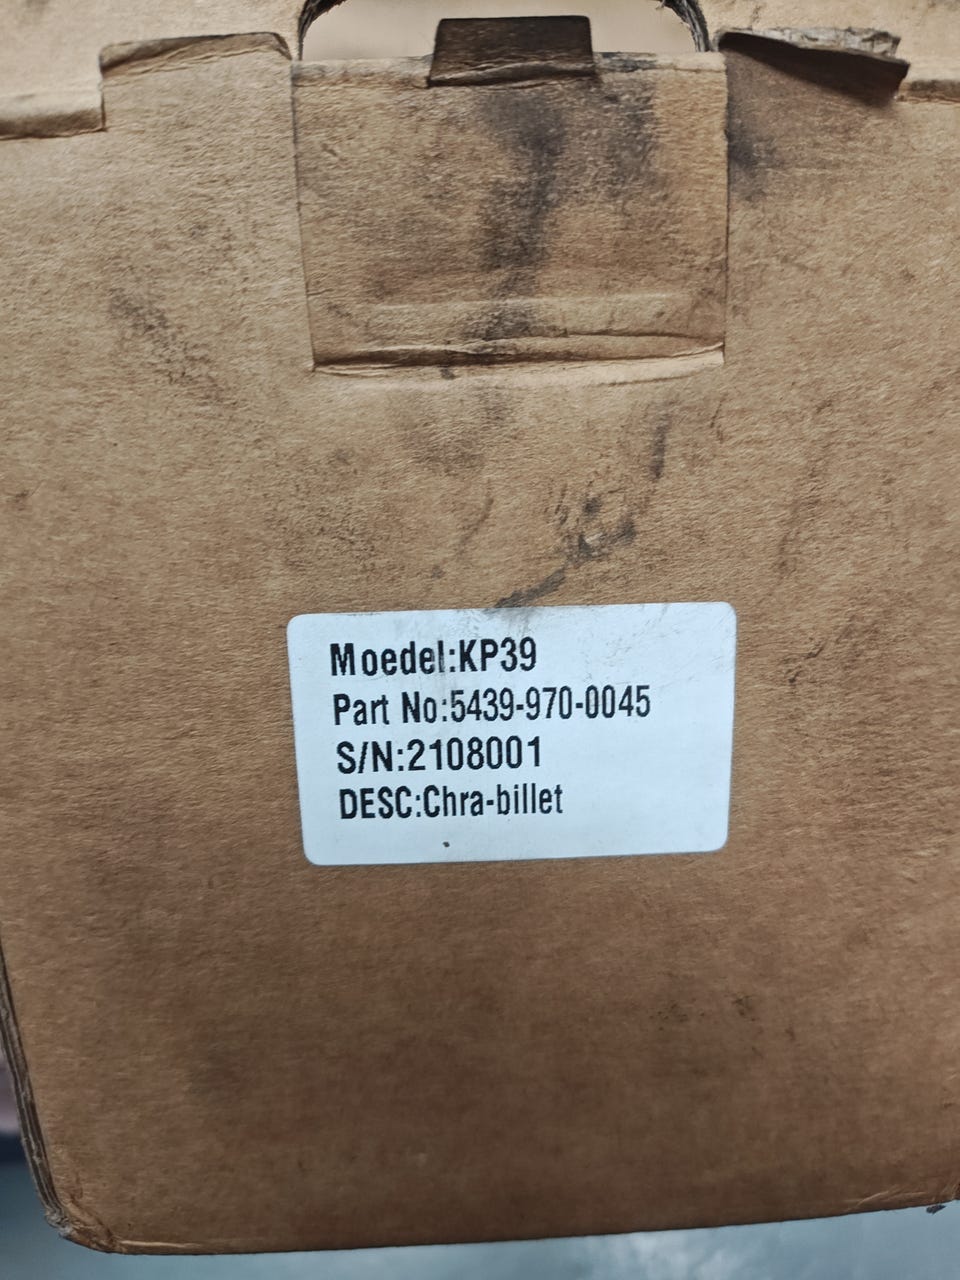 Moedel:KP39
Part No:5439-970-0045
S/N:2108001
DESC:Chra-billet